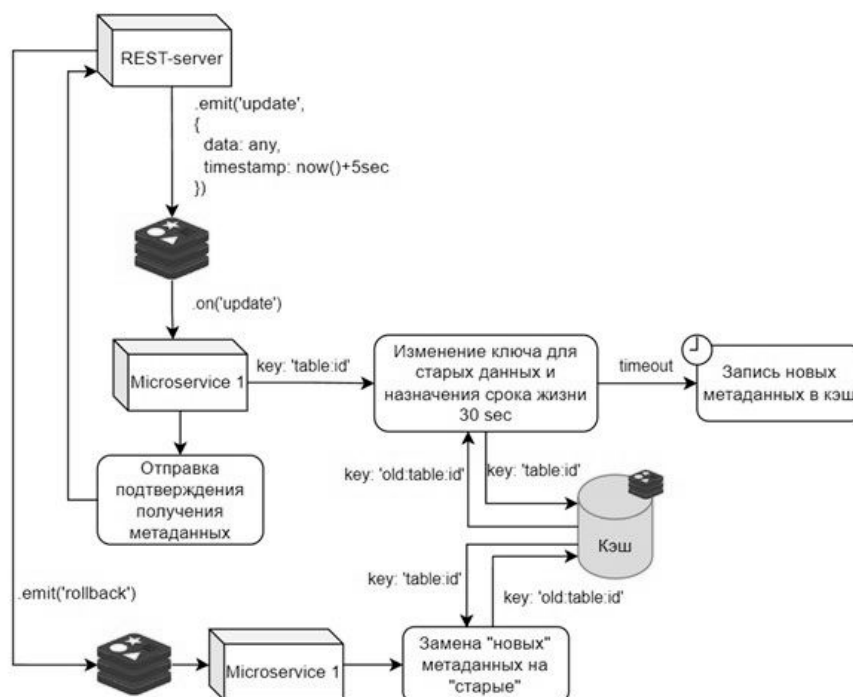 REST-server
.emit('update',
{
data: any,
timestamp: now()+5sec
})
.on('update')
Microservice 1
key: 'table:id'
Изменение ключа для
старых данных и
назначения срока жизни
30 sec
timeout
Запись новых
метаданных в кэш
Отправка
подтверждения
получения
метаданных
key: 'old:table:id'
key: 'table:id'
Кэш
key: 'table:id'
key: 'old:table:id'
.emit('rollback')
Microservice 1
Замена "новых"
метаданных на
"старые"